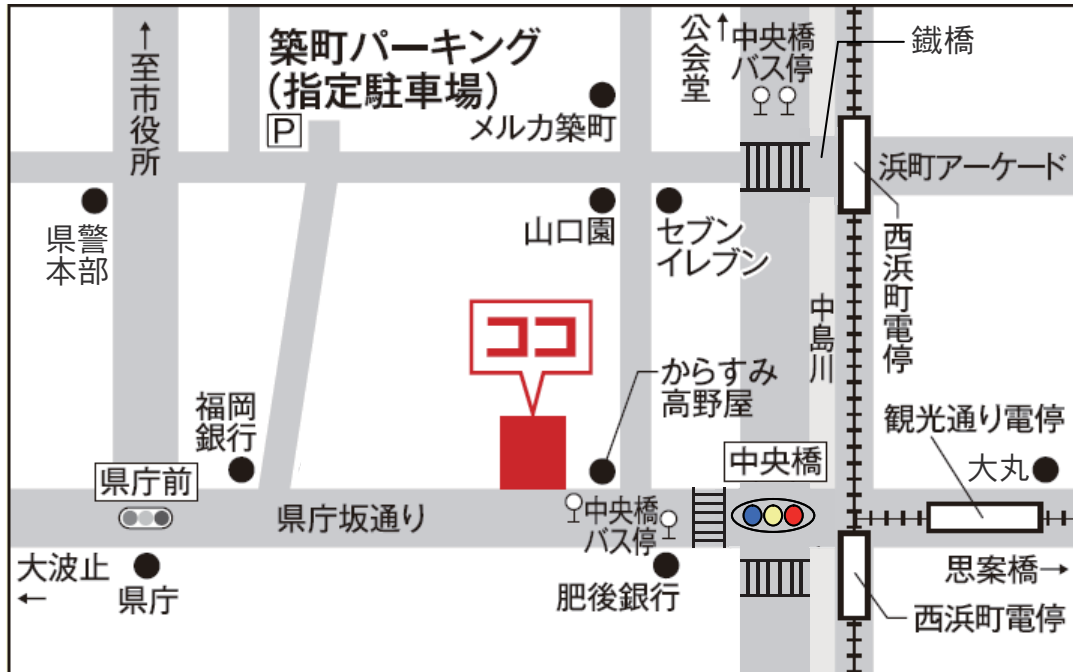 ↑至市役所
築町パーキング
(指定駐車場)
P
メルカ築町
公会堂↑
中央橋
バス停
鐵橋
浜町アーケード
県警
本部
山口園
セブン
イレブン
西浜町電停
中島川
ココ
からすみ
高野屋
福岡
銀行
観光通り電停
県庁前
中央橋
大丸
県庁坂通り
中央橋
バス停
大波止
←
県庁
肥後銀行
思案橋→
西浜町電停